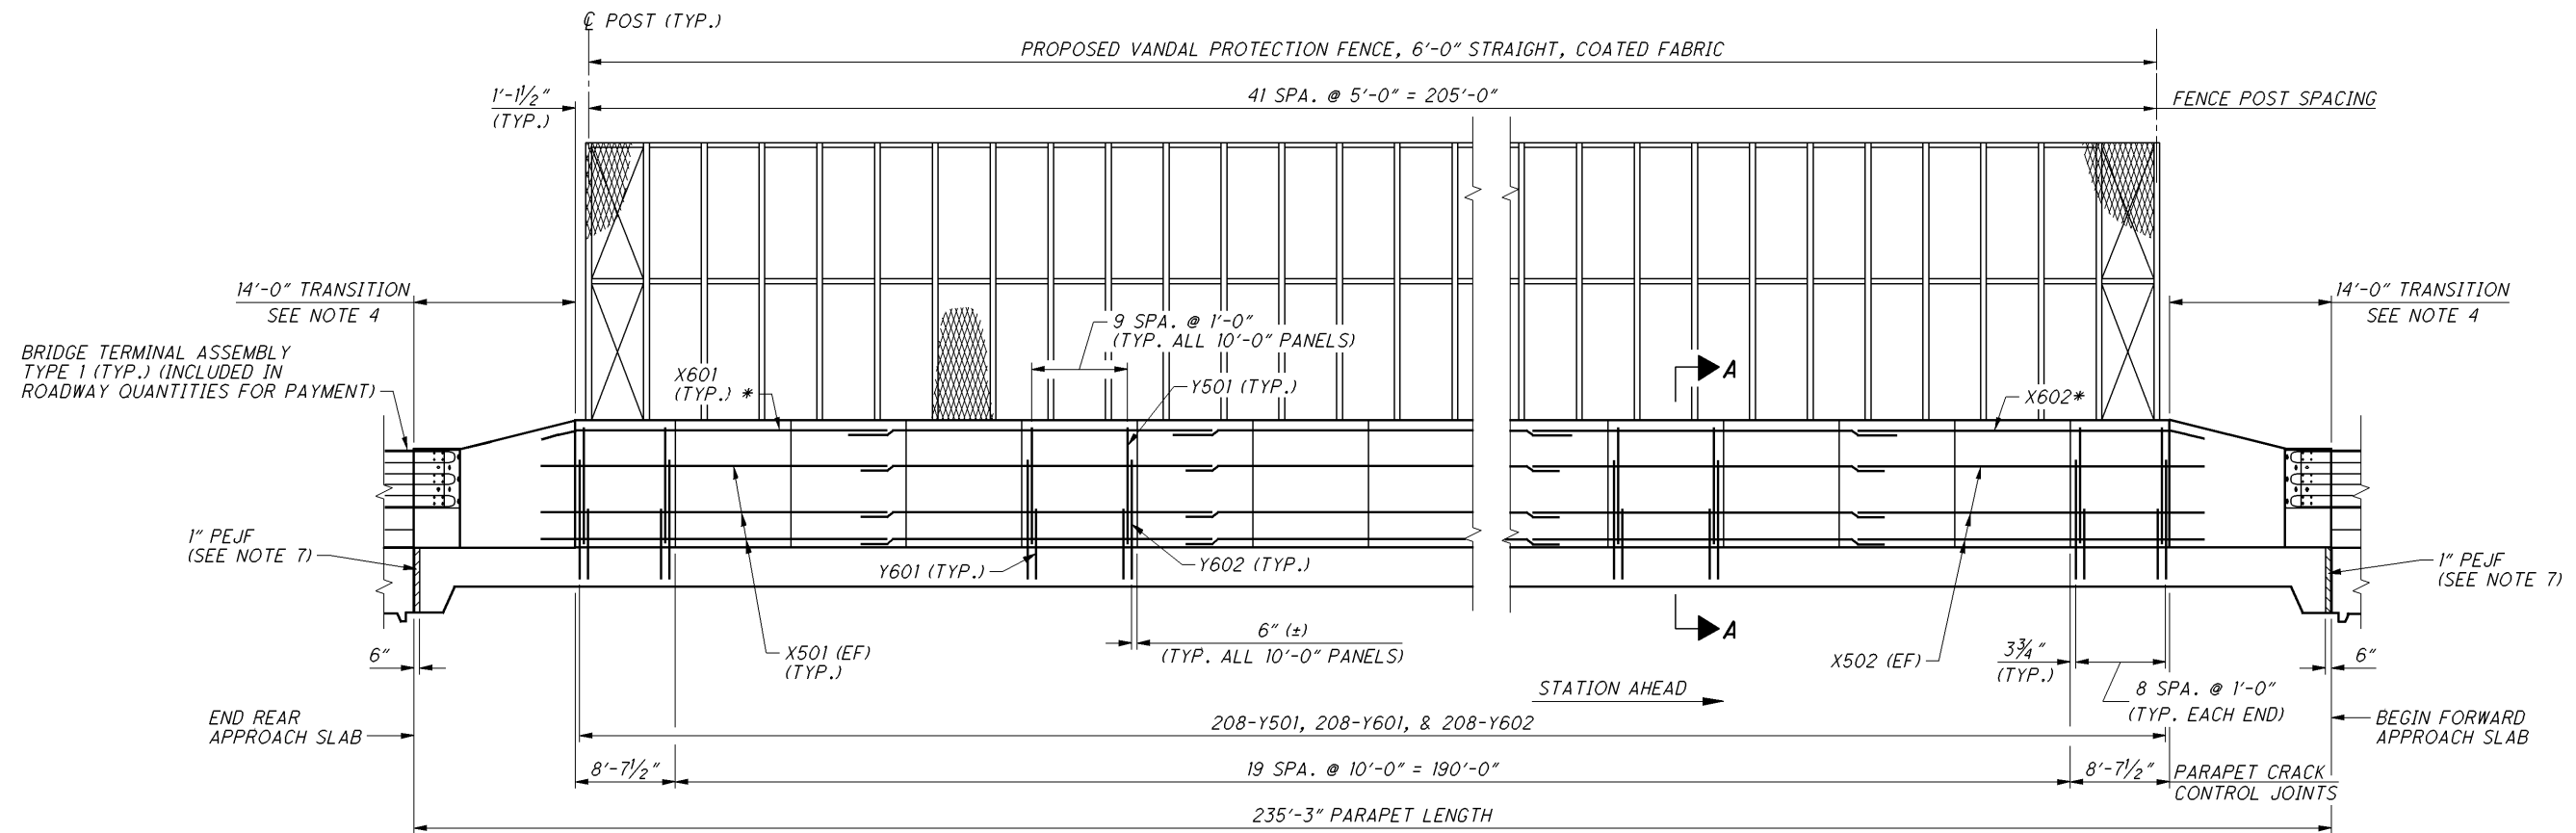 ℄ POST (TYP.)
PROPOSED VANDAL PROTECTION FENCE, 6'-0" STRAIGHT, COATED FABRIC
1'-1½"
(TYP.)
41 SPA. @ 5'-0" = 205'-0"
FENCE POST SPACING
14'-0" TRANSITION
SEE NOTE 4
14'-0" TRANSITION
SEE NOTE 4
9 SPA. @ 1'-0"
(TYP. ALL 10'-0" PANELS)
BRIDGE TERMINAL ASSEMBLY
TYPE 1 (TYP.) (INCLUDED IN
ROADWAY QUANTITIES FOR PAYMENT)
X601
(TYP.) *
Y501 (TYP.)
A
X602*
1" PEJF
(SEE NOTE 7)
Y601 (TYP.)
Y602 (TYP.)
1" PEJF
(SEE NOTE 7)
6"
X501 (EF)
(TYP.)
6" (±)
(TYP. ALL 10'-0" PANELS)
A
X502 (EF)
3¾"
(TYP.)
6"
STATION AHEAD
8 SPA. @ 1'-0"
(TYP. EACH END)
END REAR
APPROACH SLAB
208-Y501, 208-Y601, & 208-Y602
BEGIN FORWARD
APPROACH SLAB
8'-7½"
19 SPA. @ 10'-0" = 190'-0"
8'-7½"
PARAPET CRACK
CONTROL JOINTS
235'-3" PARAPET LENGTH